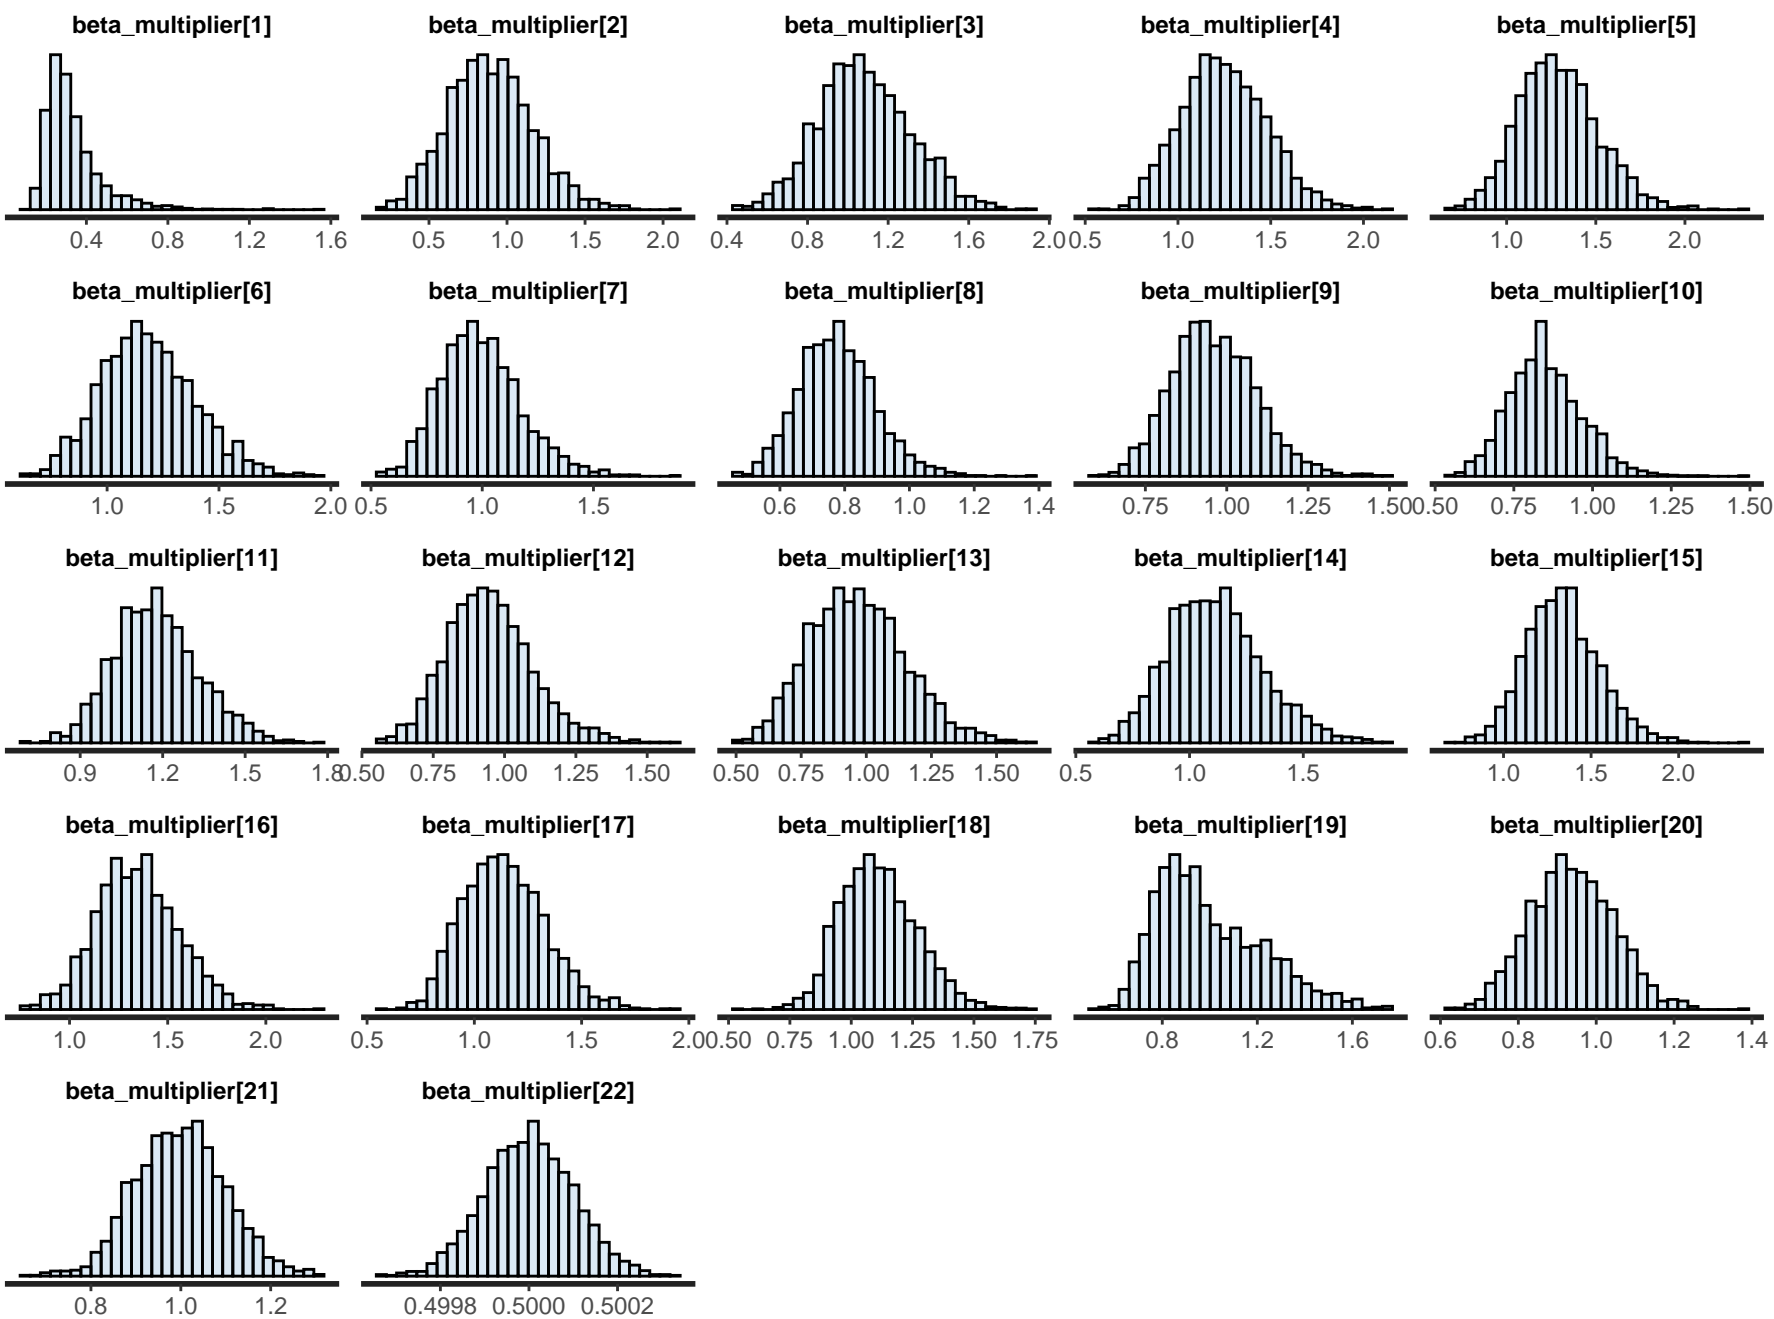 beta_multiplier[1] beta_multiplier[2] beta_multiplier[3] beta_multiplier[4] beta_multiplier[5]
0.4 0.8 1.2 1.6 0.5 1.0 1.5 2.0 0.4 0.8 1.2 1.6 2.0 0.5 1.0 1.5 2.0 1.0 1.5 2.0
beta_multiplier[6] beta_multiplier[7] beta_multiplier[8] beta_multiplier[9] beta_multiplier[10]
1.0 1.5 2.0 0.5 1.0 1.5 0.6 0.8 1.0 1.2 1.4 0.75 1.00 1.25 1.50 0.50 0.75 1.00 1.25 1.50
beta_multiplier[11] beta_multiplier[12] beta_multiplier[13] beta_multiplier[14] beta_multiplier[15]
0.9 1.2 1.5 1.8 0.50 0.75 1.00 1.25 1.50 0.50 0.75 1.00 1.25 1.50 0.5 1.0 1.5 1.0 1.5 2.0
beta_multiplier[16] beta_multiplier[17] beta_multiplier[18] beta_multiplier[19] beta_multiplier[20]
1.0 1.5 2.0 0.5 1.0 1.5 2.0 0.50 0.75 1.00 1.25 1.50 1.75 0.8 1.2 1.6 0.6 0.8 1.0 1.2 1.4
beta_multiplier[21] beta_multiplier[22]
0.8 1.0 1.2 0.4998 0.5000 0.5002